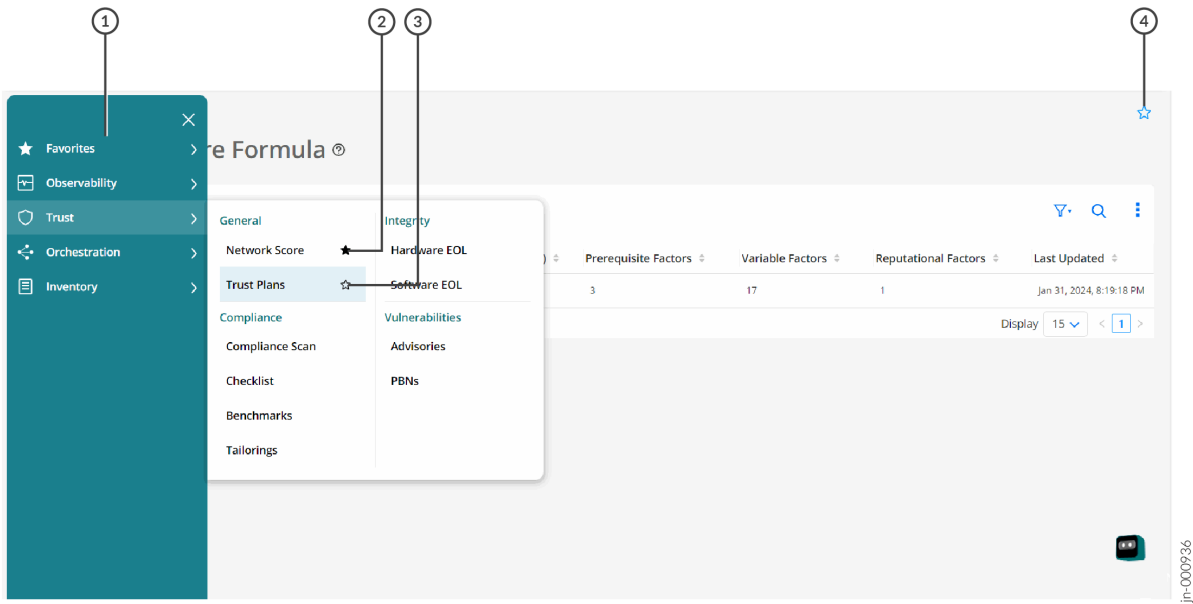 1 2 3 4
Favorites
re Formula
Observability
Trust
Orchestration
Inventory
General
Network Score
Trust Plans
Compliance
Compliance Scan
Checklist
Benchmarks
Tailorings
Integrity
Hardware EOL
Software EOL
Vulnerabilities
Advisories
PBNs
) Prerequisite Factors Variable Factors Reputational Factors Last Updated
3 17 1 Jan 31, 2024, 8:19:18 PM
Display 15 < 1 >
jn-000936